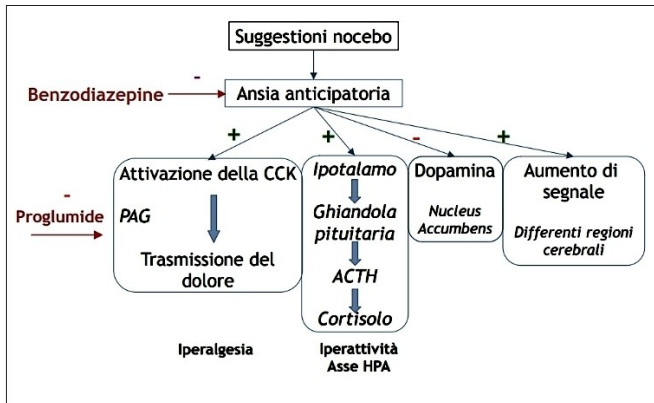 Suggestioni nocebo
-
Benzodiazepine
Ansia anticipatoria
+
+
-
+
Attivazione della CCK
PAG
Trasmissione del
dolore
-
Proglumide
Ipotalamo
Ghiandola
pituitaria
ACTH
Cortisolo
Dopamina
Nucleus
Accumbens
Aumento di
segnale
Differenti regioni
cerebrali
Iperalgesia
Iperattività
Asse HPA